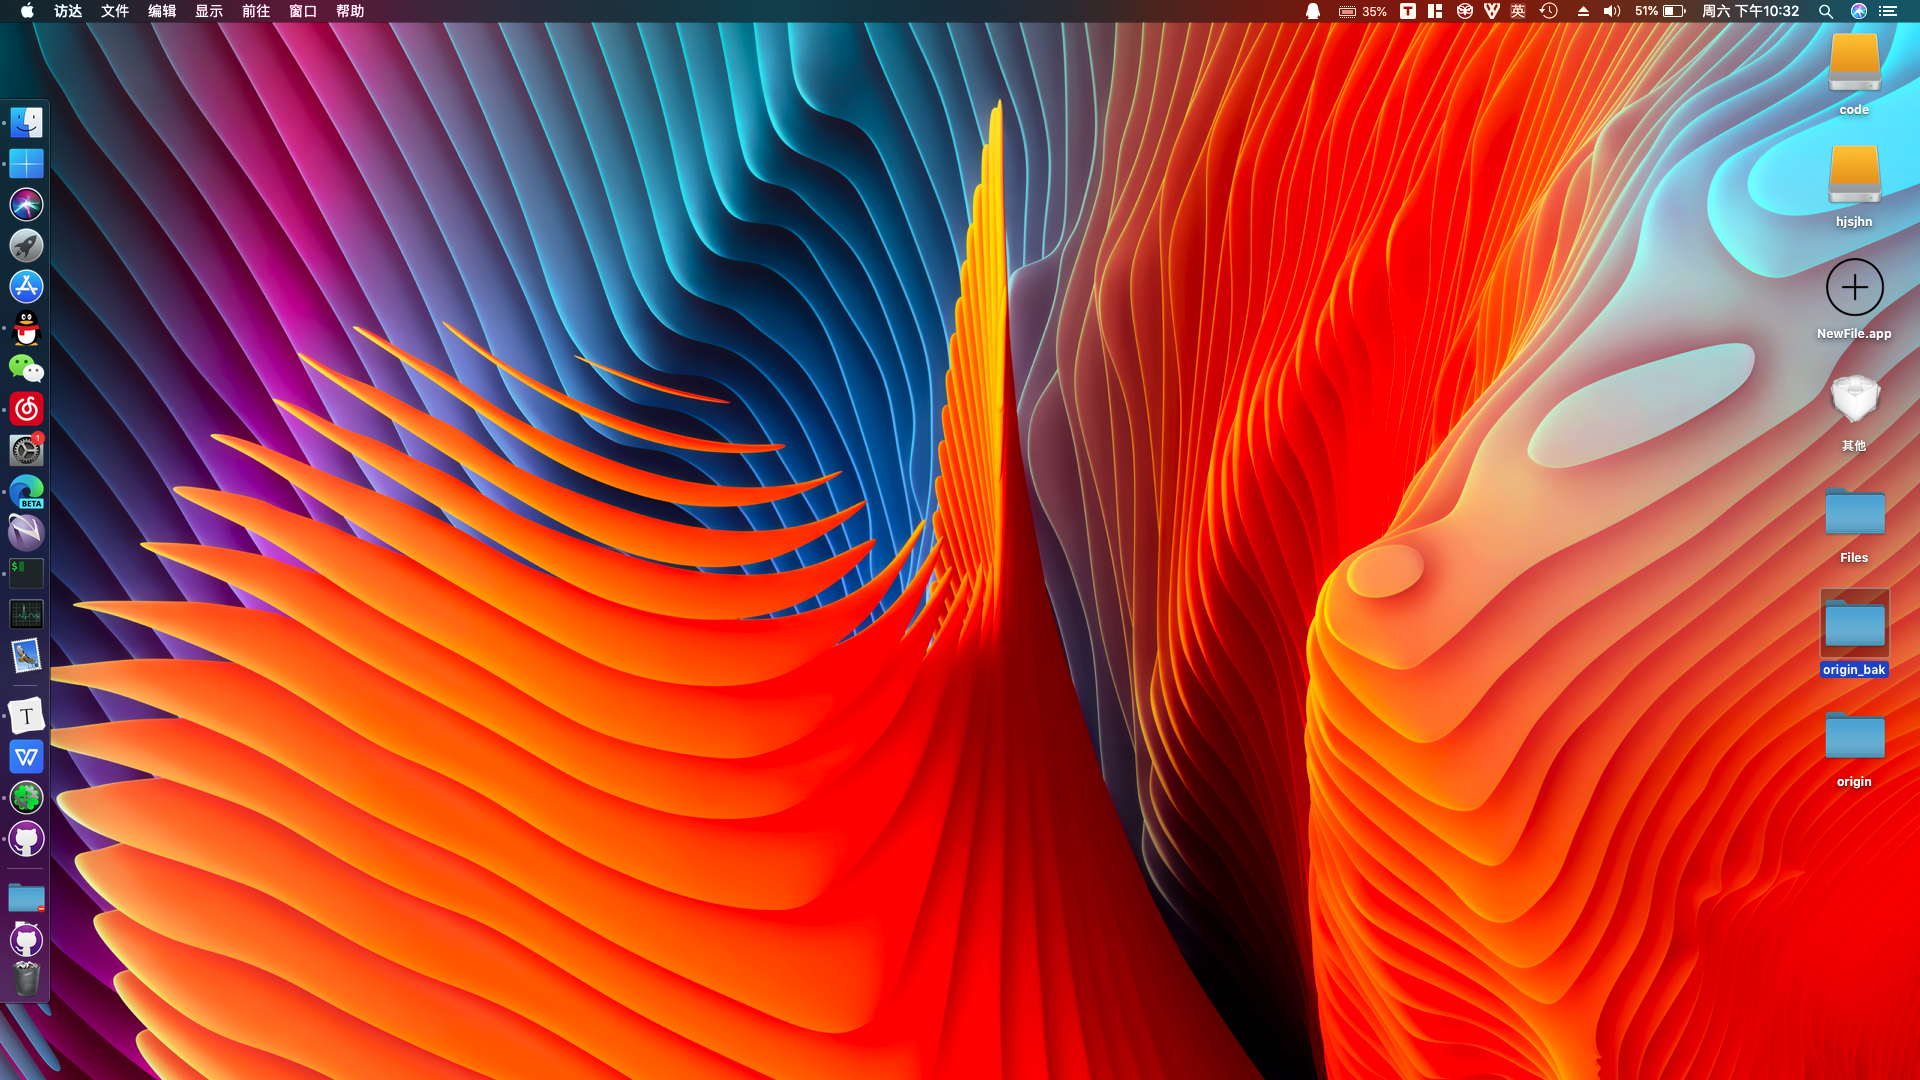 访达 文件 编辑 显示 前往 窗口 帮助 35% T 英 51% 周六 下午10:32
code
hjsjhn
NewFile.app
其他
Files
origin_bak
origin
1
BETA
$
T
W